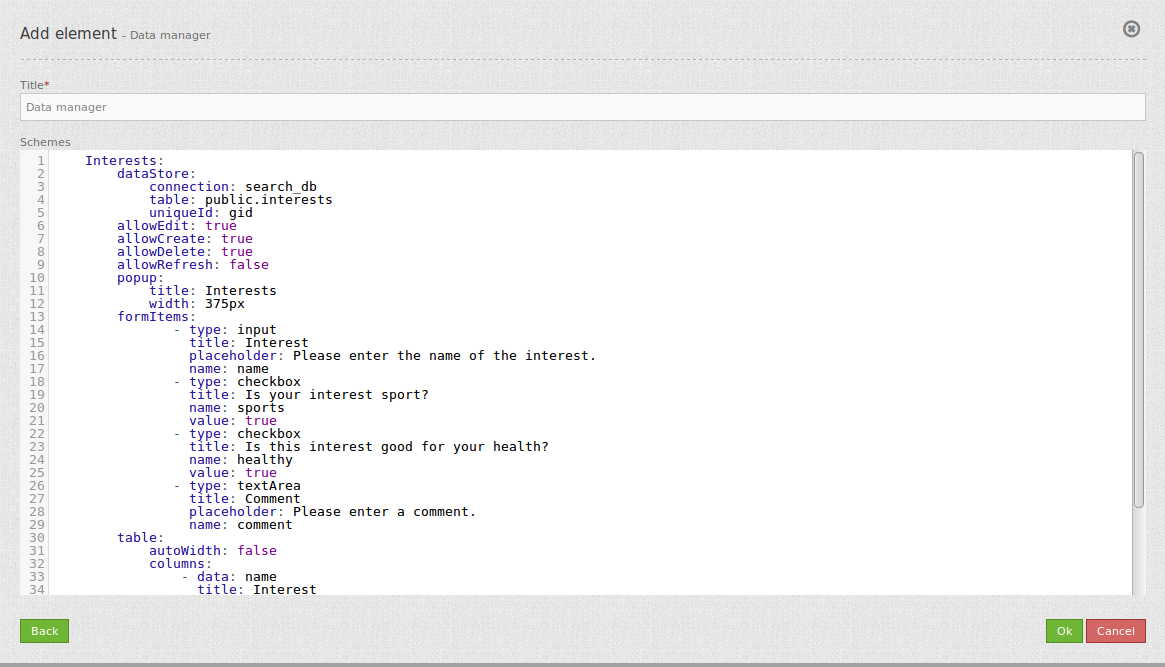 Add element - Data manager
Title*
Data manager
Schemes
1 Interests:
2 dataStore:
3 connection: search_db
4 table: public.interests
5 uniqueId: gid
6 allowEdit: true
7 allowCreate: true
8 allowDelete: true
9 allowRefresh: false
10 popup:
11 title: Interests
12 width: 375px
13 formItems:
14 - type: input
15 title: Interest
16 placeholder: Please enter the name of the interest.
17 name: name
18 - type: checkbox
19 title: Is your interest sport?
20 name: sports
21 value: true
22 - type: checkbox
23 title: Is this interest good for your health?
24 name: healthy
25 value: true
26 - type: textArea
27 title: Comment
28 placeholder: Please enter a comment.
29 name: comment
30 table:
31 autoWidth: false
32 columns:
33 - data: name
34 title: Interest
Back Ok Cancel